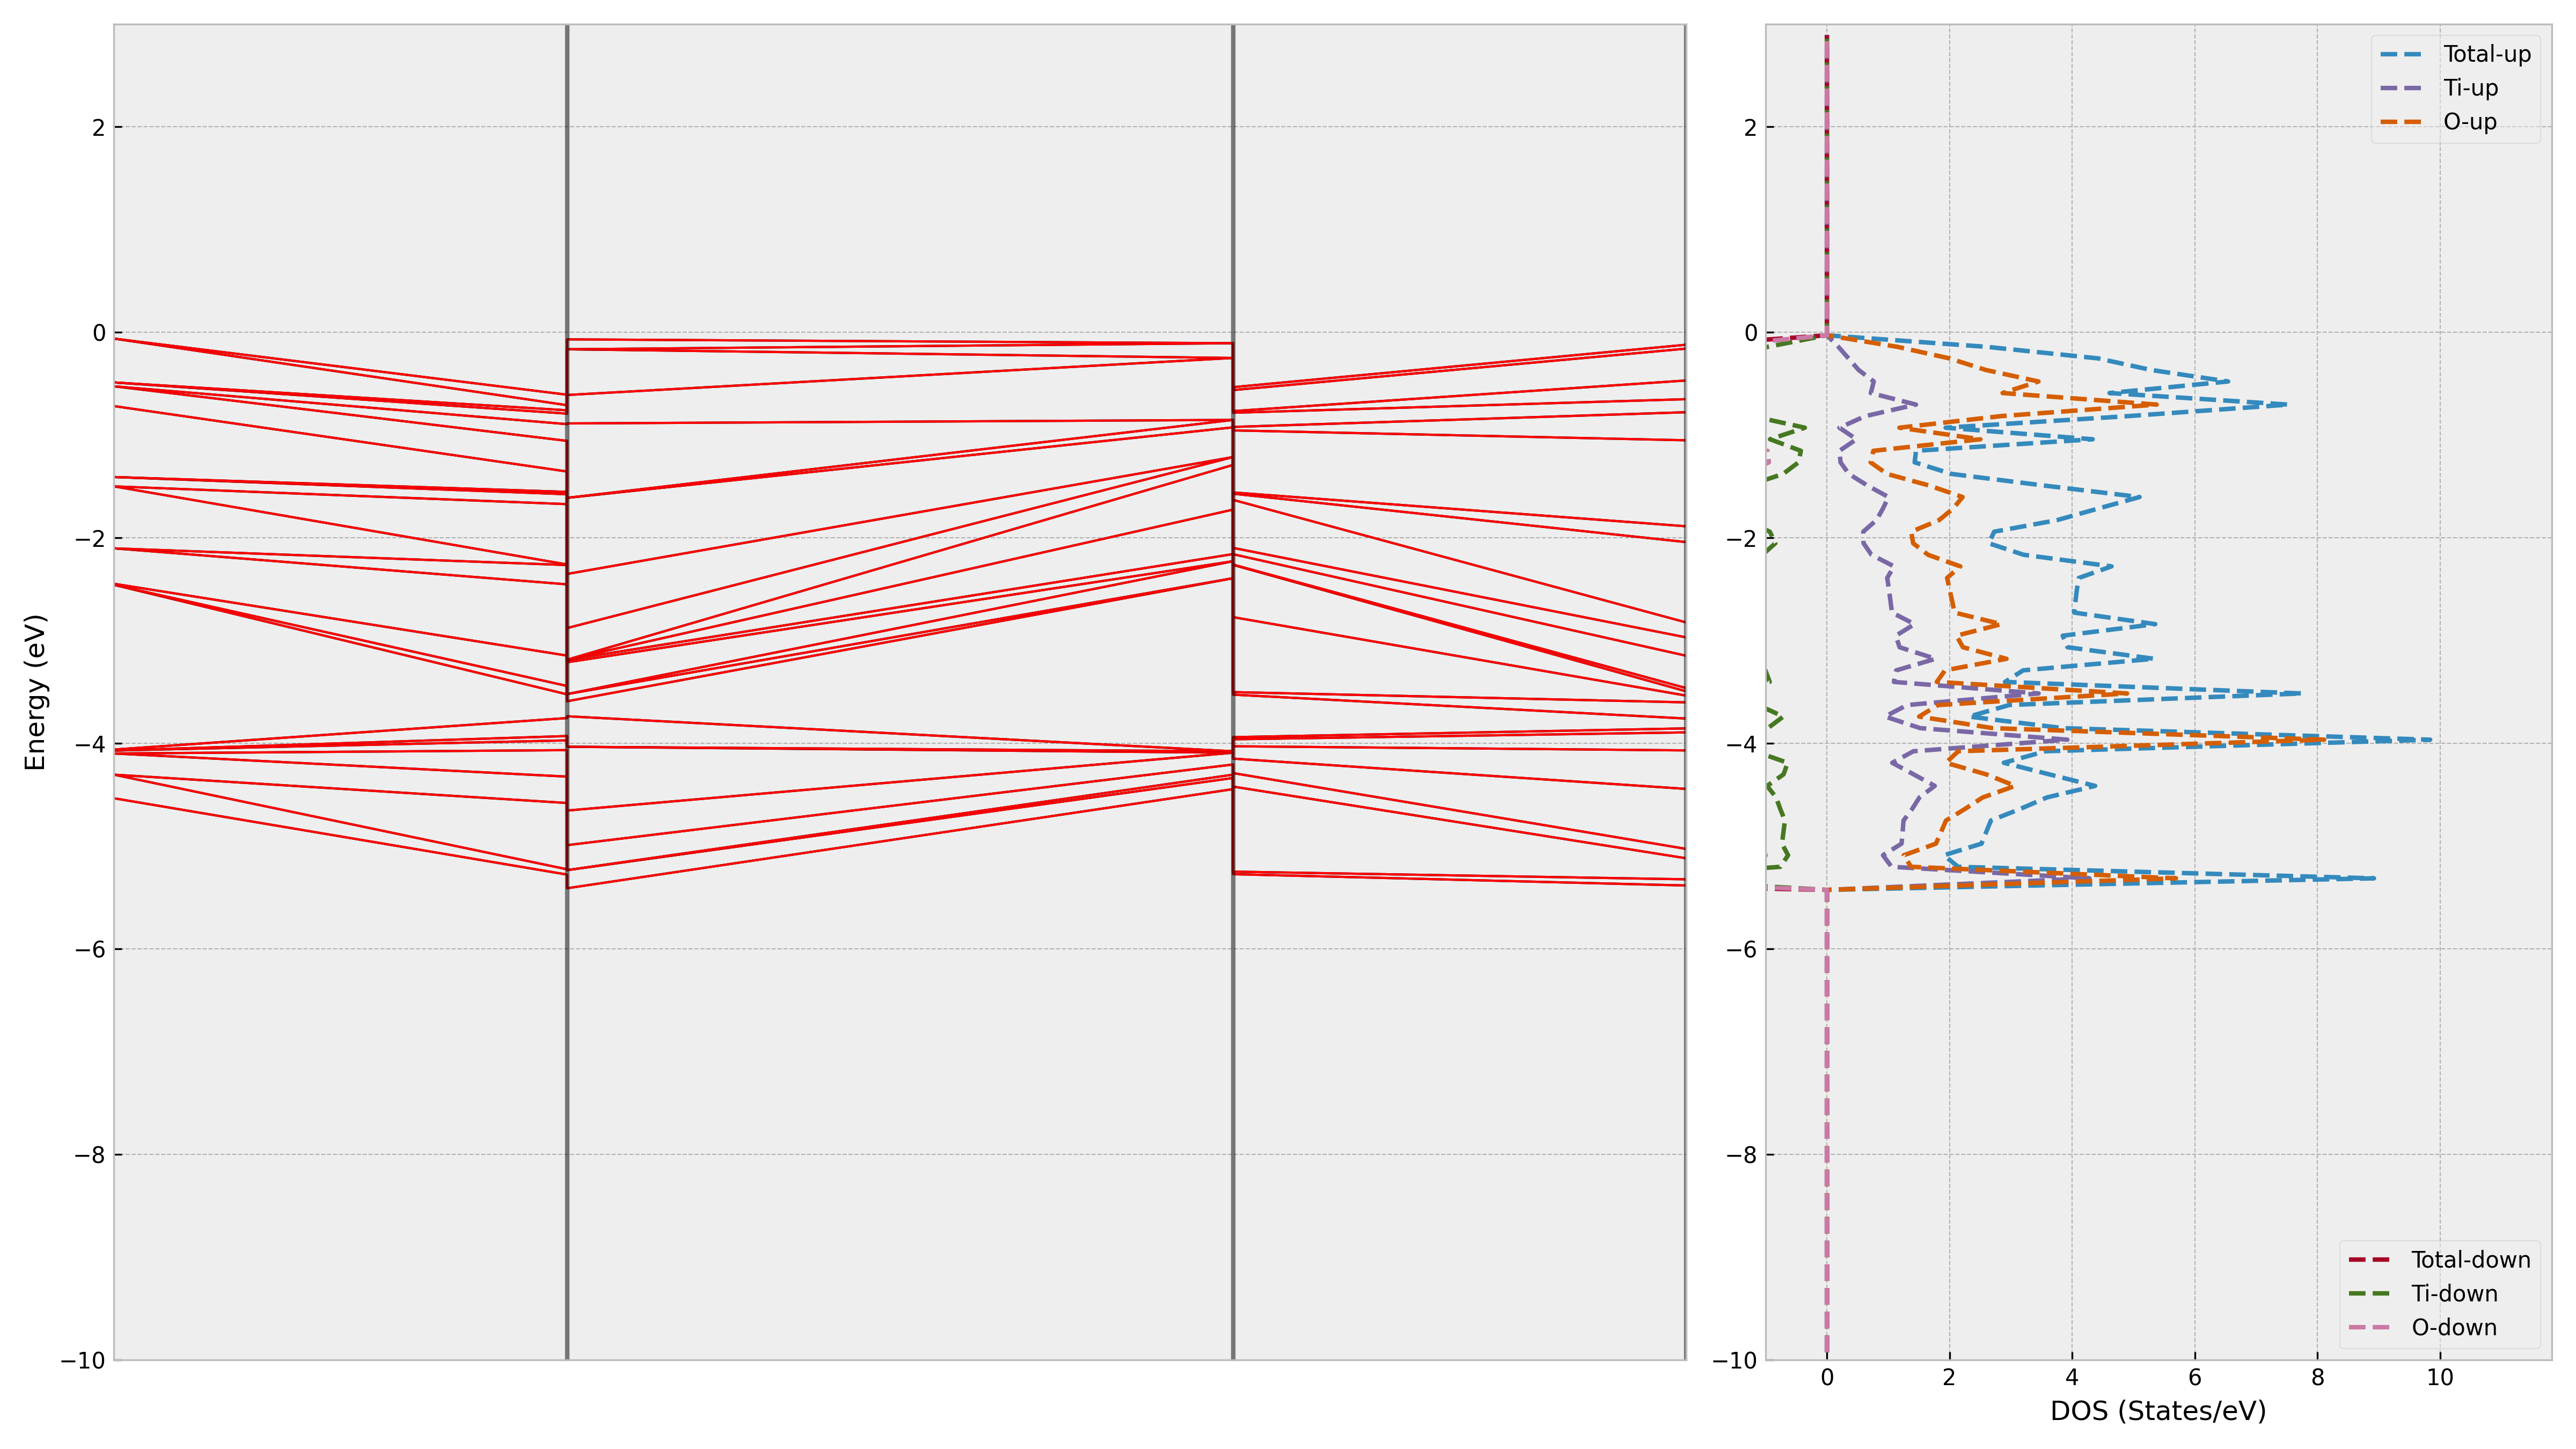 Energy (eV)
2
0
−2
−4
−6
−8
−10
2
0
−2
−4
−6
−8
−10
Total-up
Ti-up
O-up
Total-down
Ti-down
O-down
0
2
4
6
8
10
DOS (States/eV)